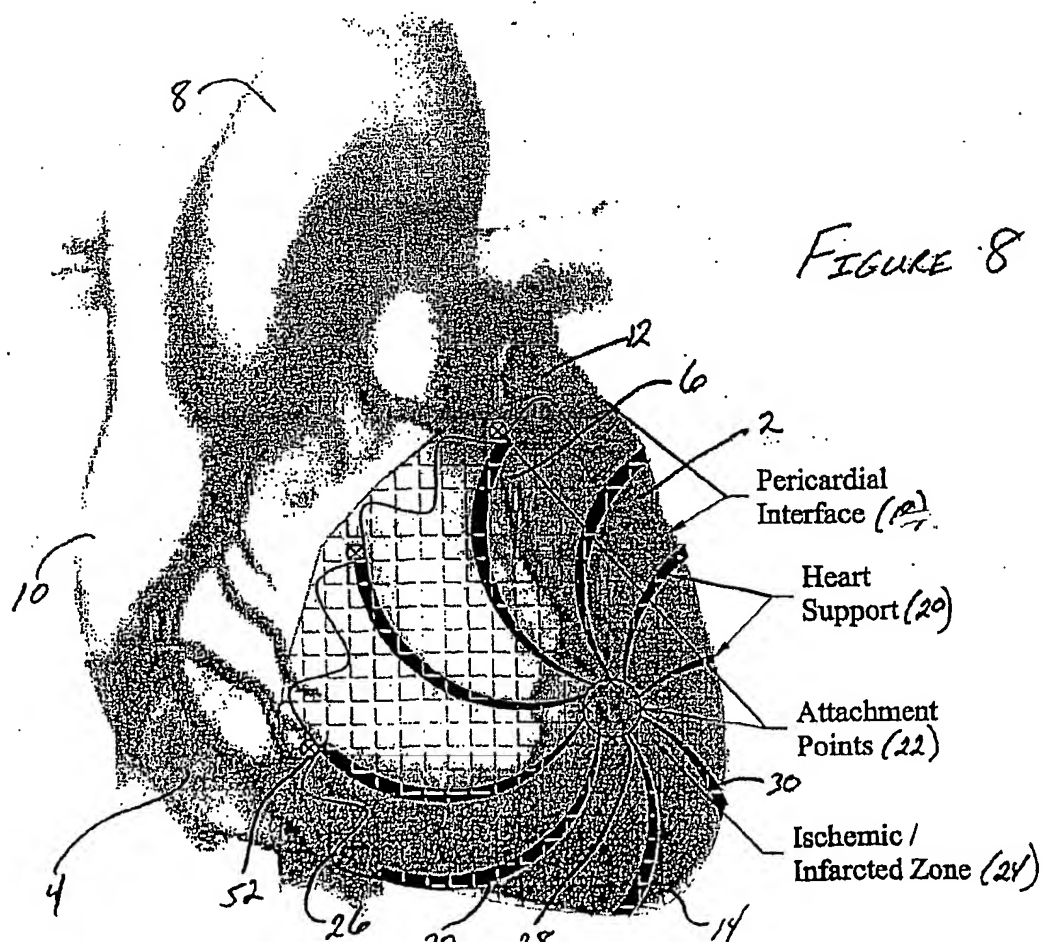 8
FIGURE 8
12
6
2
Pericardial
Interface
10
Heart
Support (20)
Attachment
Points (22)
30
Ischemic /
Infarcted Zone (24)
4
52
26
28
14